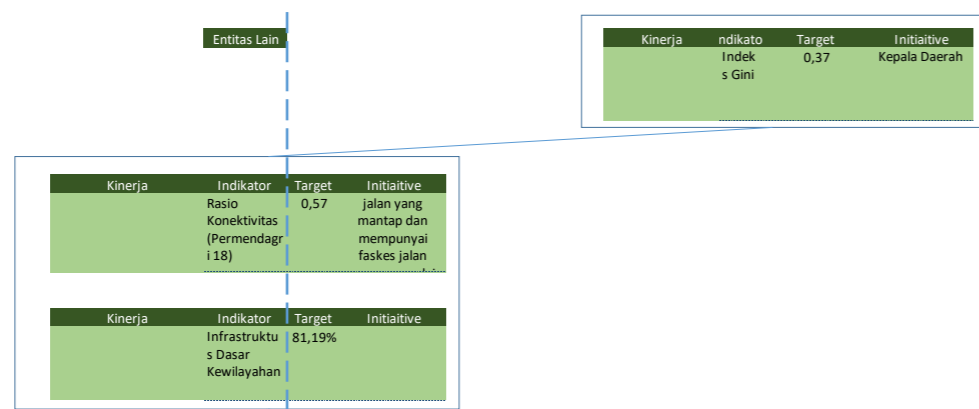 Entitas Lain
Kinerja ndikato Target Initiaitive
Indek 0,37 Kepala Daerah
s Gini
Kinerja Indikator Target Initiaitive
Rasio 0,57 jalan yang
Konektivitas mantap dan
(Permendagr mempunyai
i 18) faskes jalan
Kinerja Indikator Target Initiaitive
Infrastruktu 81,19%
s Dasar
Kewilayahan